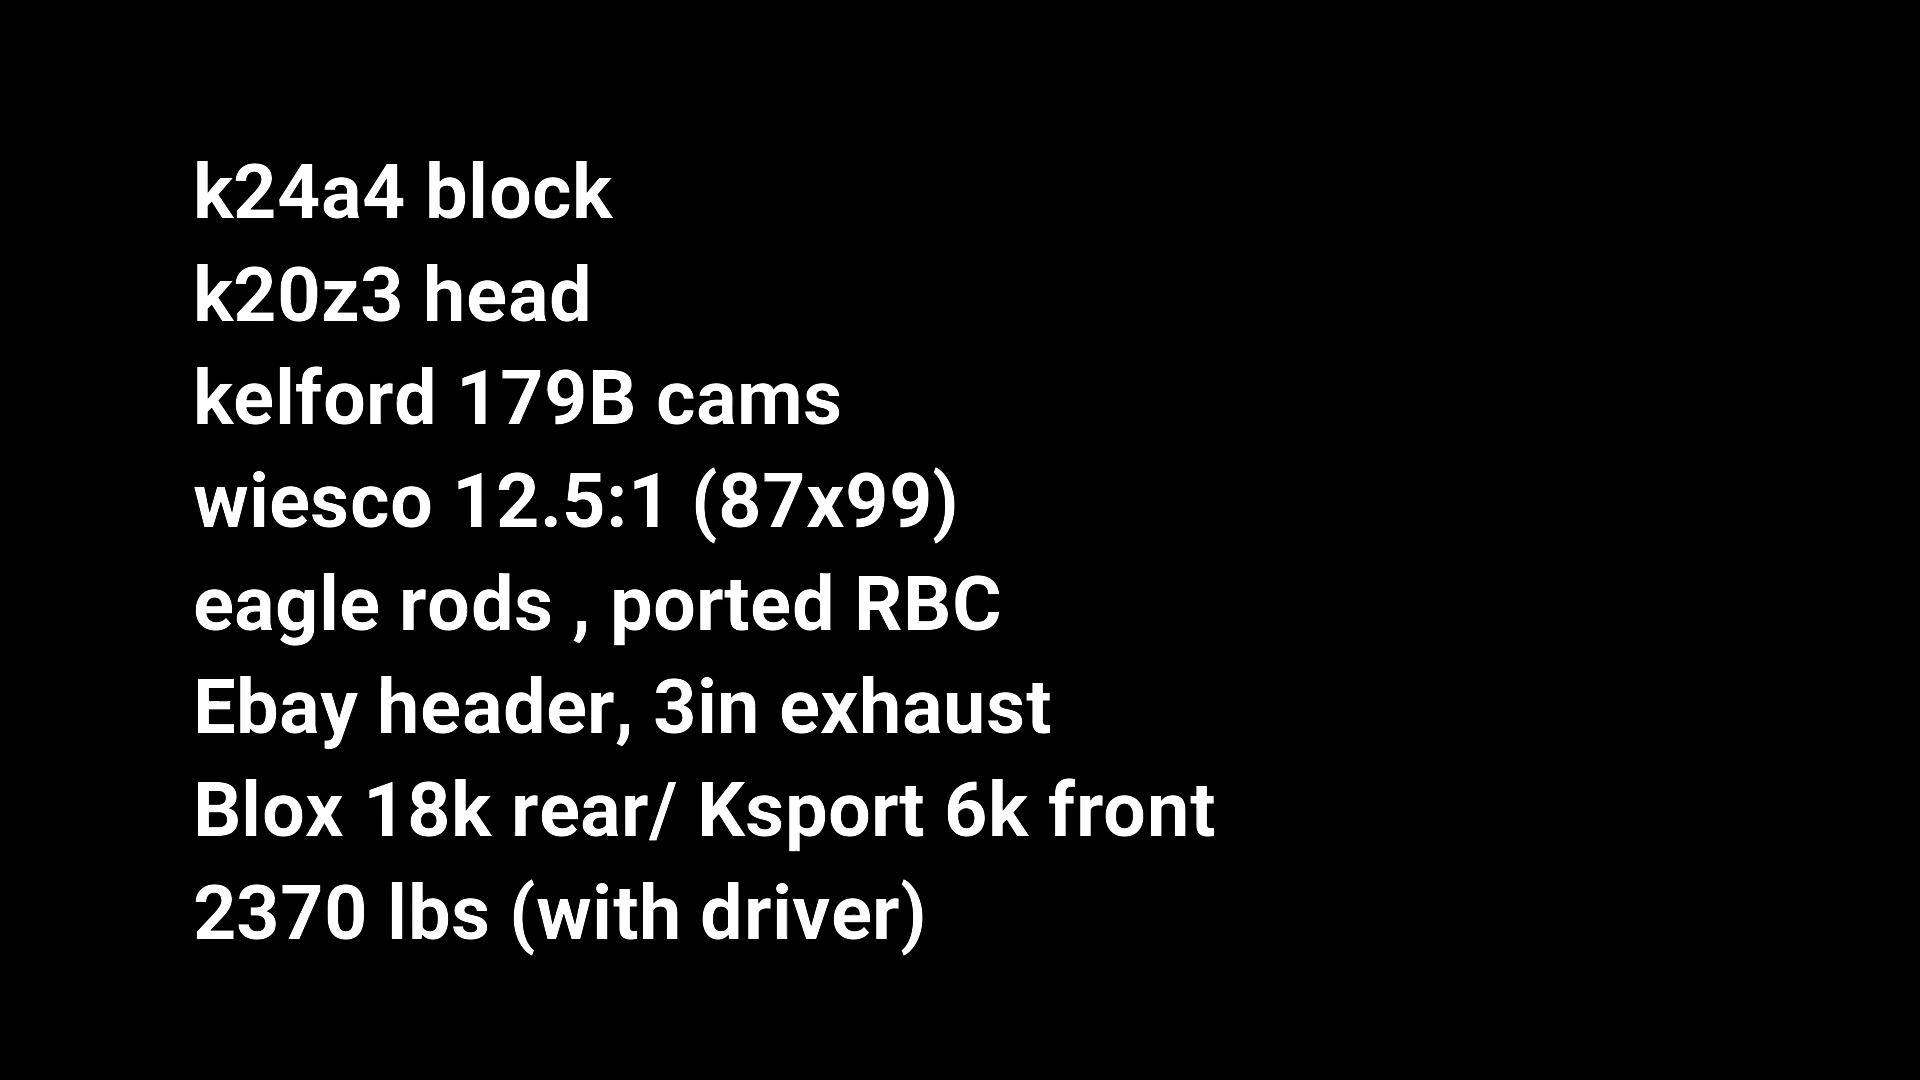 k24a4 block
k20z3 head
kelford 179B cams
wiesco 12.5:1 (87x99)
eagle rods , ported RBC
Ebay header, 3in exhaust
Blox 18k rear/ Ksport 6k front
2370 lbs (with driver)